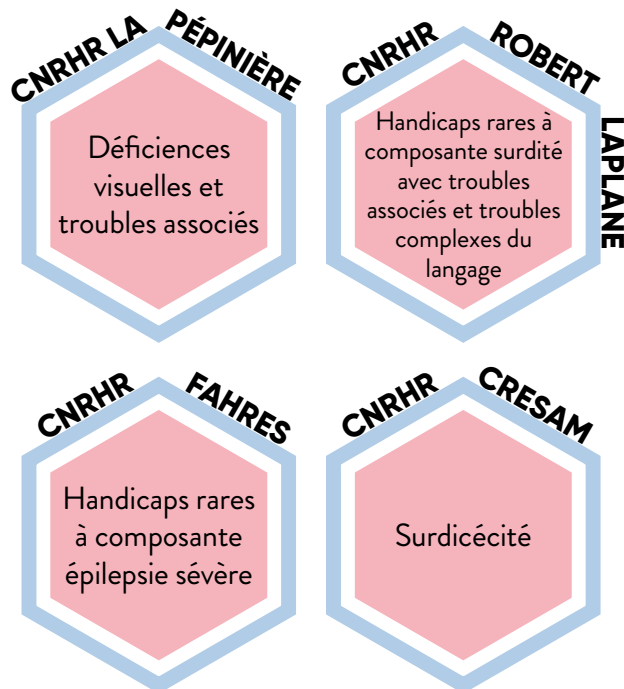 CNRHR LA PÉPINIÈRE
Déficiences
visuelles et
troubles associés
CNRHR ROBERT LAPLANE
Handicaps rares à
composante surdité
avec troubles
associés et troubles
complexes du
langage
CNRHR FAHRES
Handicaps rares
à composante
épilepsie sévère
CNRHR CRESAM
Surdicécité